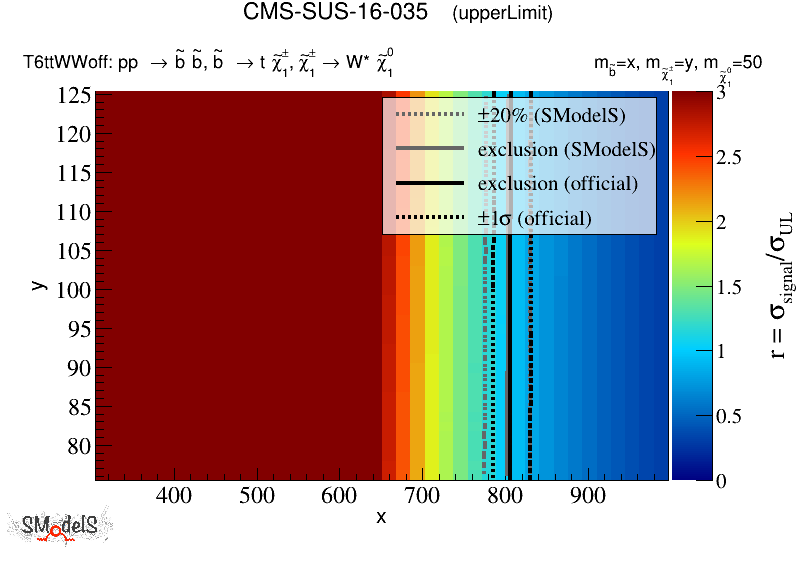 CMS-SUS-16-035 (upperLimit)
T6ttWWoff: pp → b̃ b̃, b̃ → t χ̃₁±, χ̃₁± → W* χ̃₁⁰
m_b̃=x, m_χ̃₁±=y, m_χ̃₁⁰=50
±20% (SModelS)
exclusion (SModelS)
exclusion (official)
±1σ (official)
125
120
115
110
105
100
95
90
85
80
y
400 500 600 700 800 900
x
3
2.5
2
1.5
1
0.5
0
r = σ_signal/σ_UL
SModelS